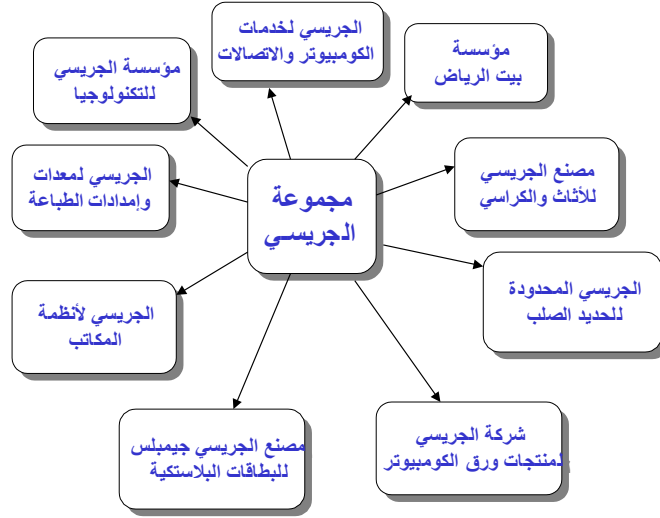 الجريسي لخدمات
الكومبيوتر والاتصالات
مؤسسة
بيت الرياض
مؤسسة الجريسي
للتكنولوجيا
مصنع الجريسي
للأثاث والكراسي
مجموعة
الجريسـي
الجريسي لمعدات
وإمدادات الطباعة
الجريسي المحدودة
للحديد الصلب
الجريسي لأنظمة
المكاتب
شركة الجريسي
لمنتجات ورق الكومبيوتر
مصنع الجريسي جيمبلس
للبطاقات البلاستكية